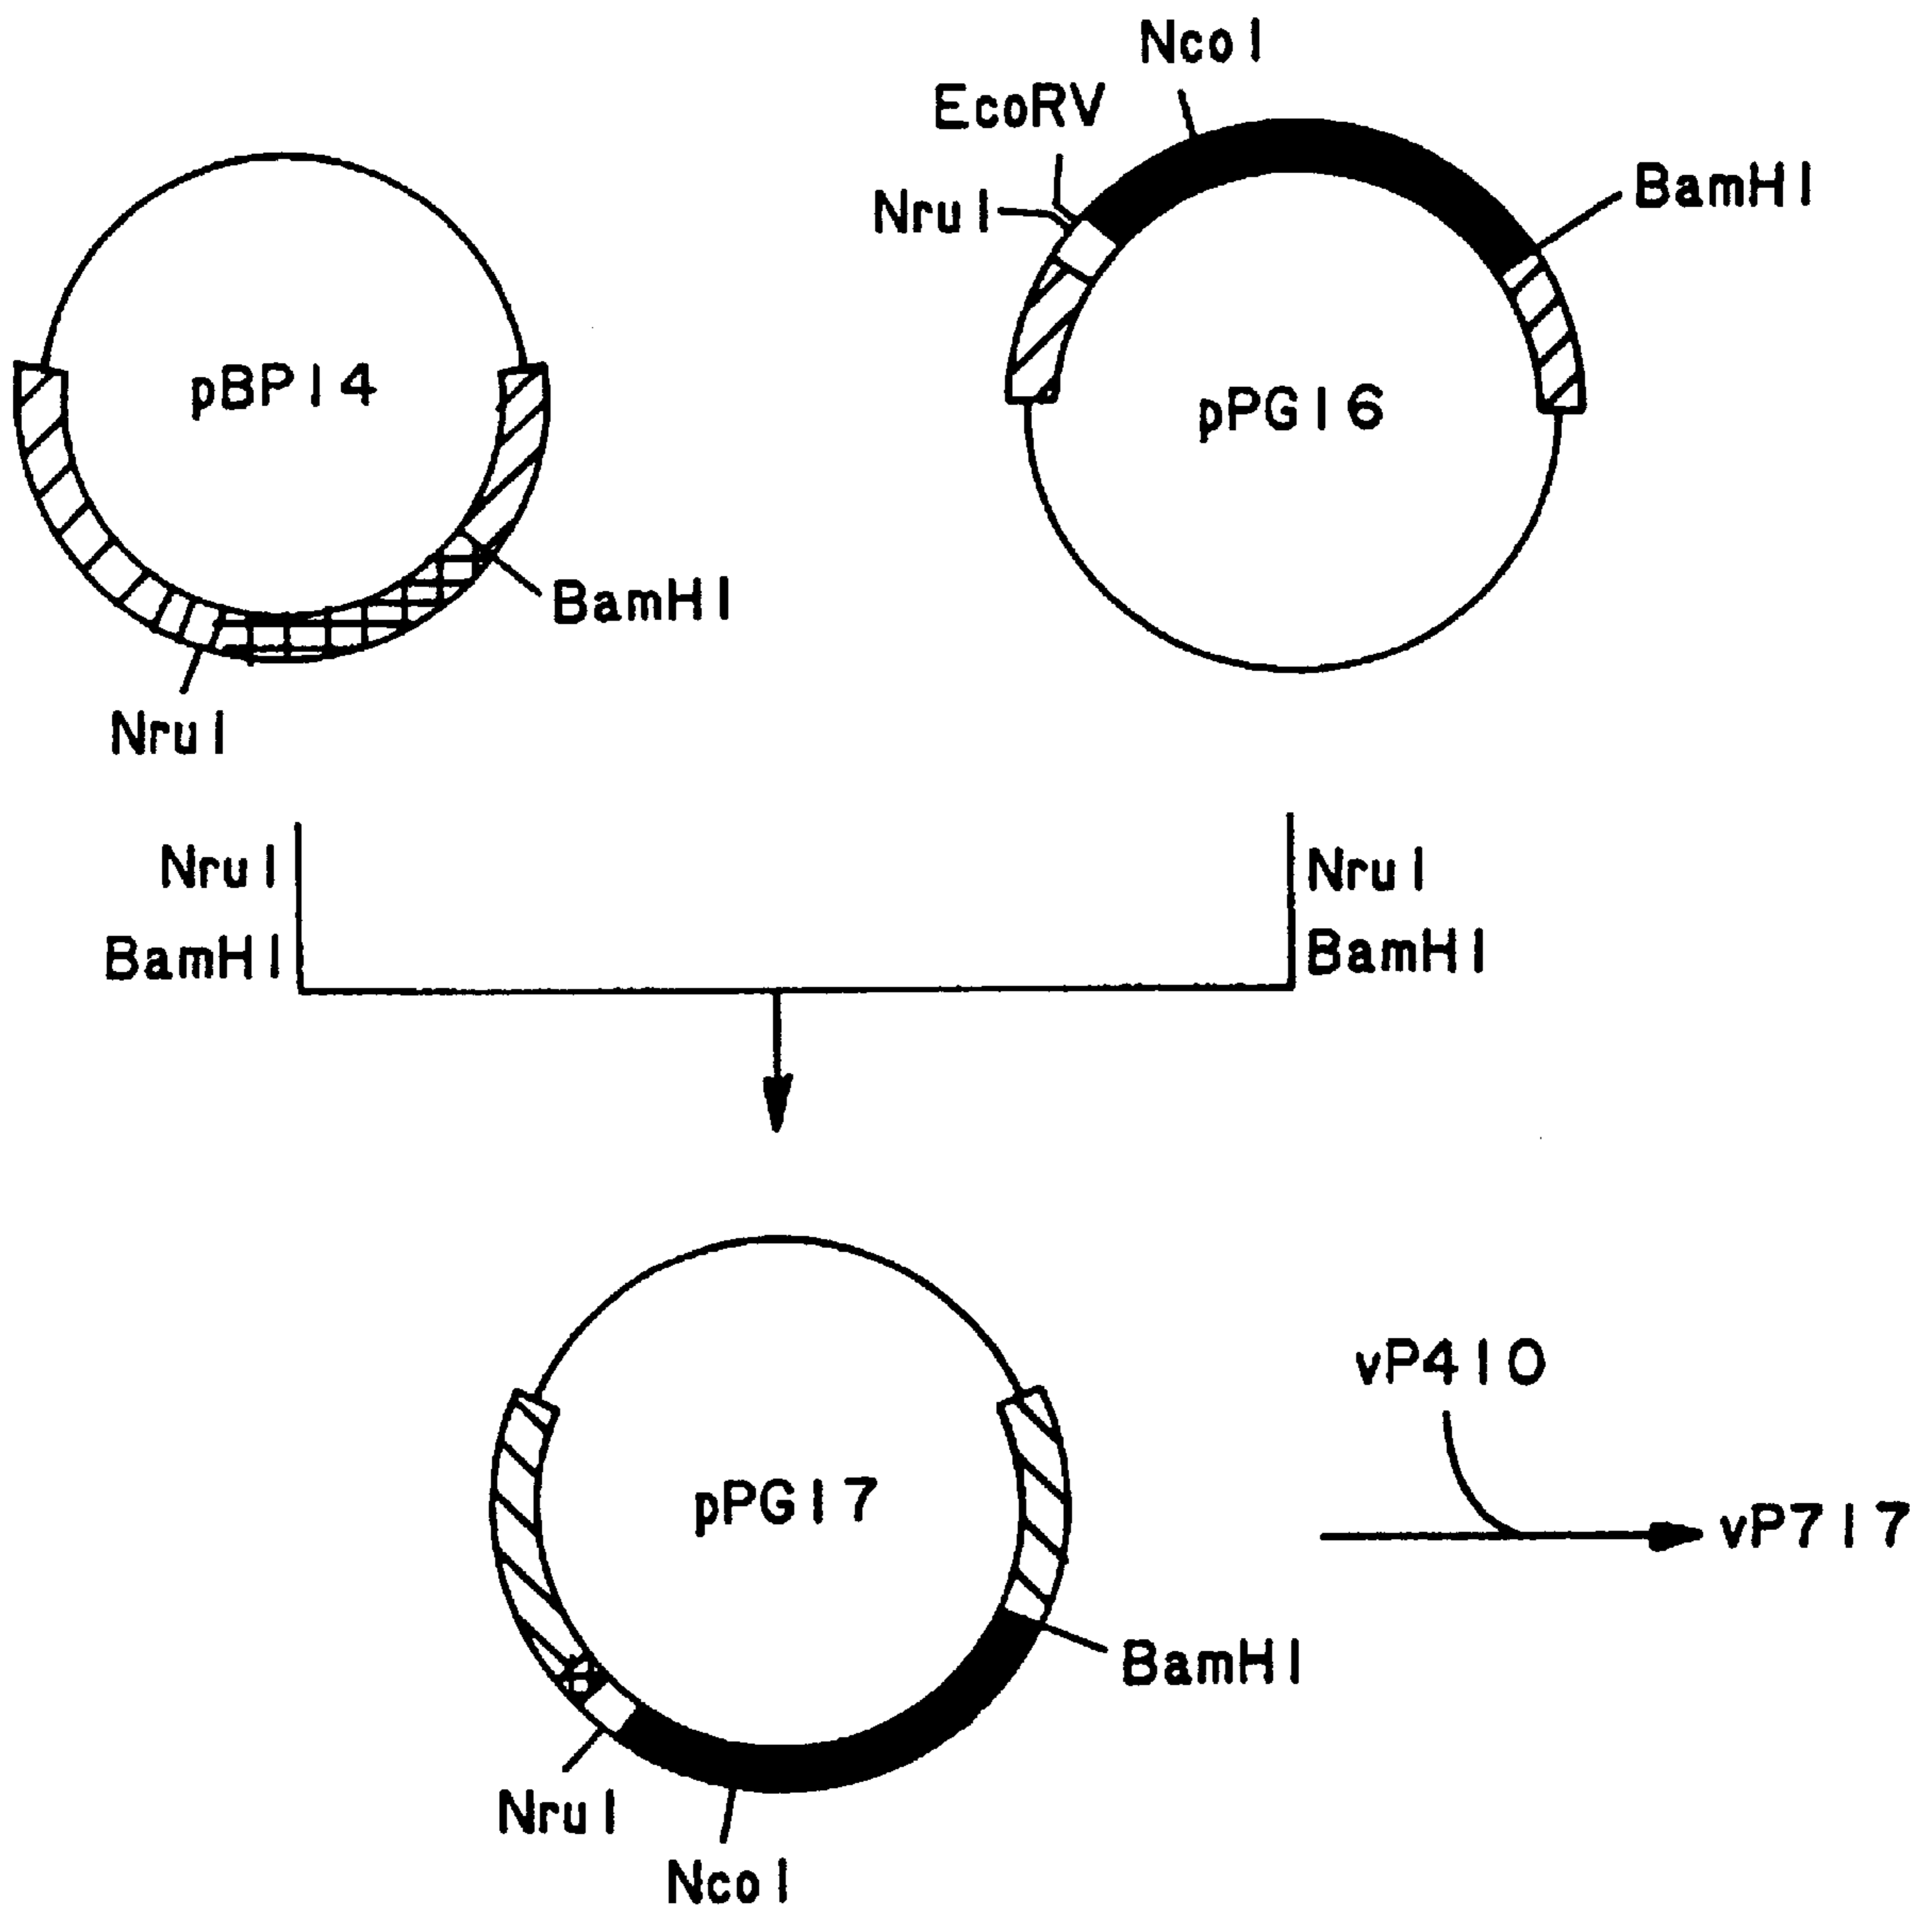 NcoI
EcoRV
NruI
BamHI
pBP14
pPG16
BamHI
NruI
NruI
BamHI
NruI
BamHI
vP410
pPG17
vP717
BamHI
NruI
NcoI